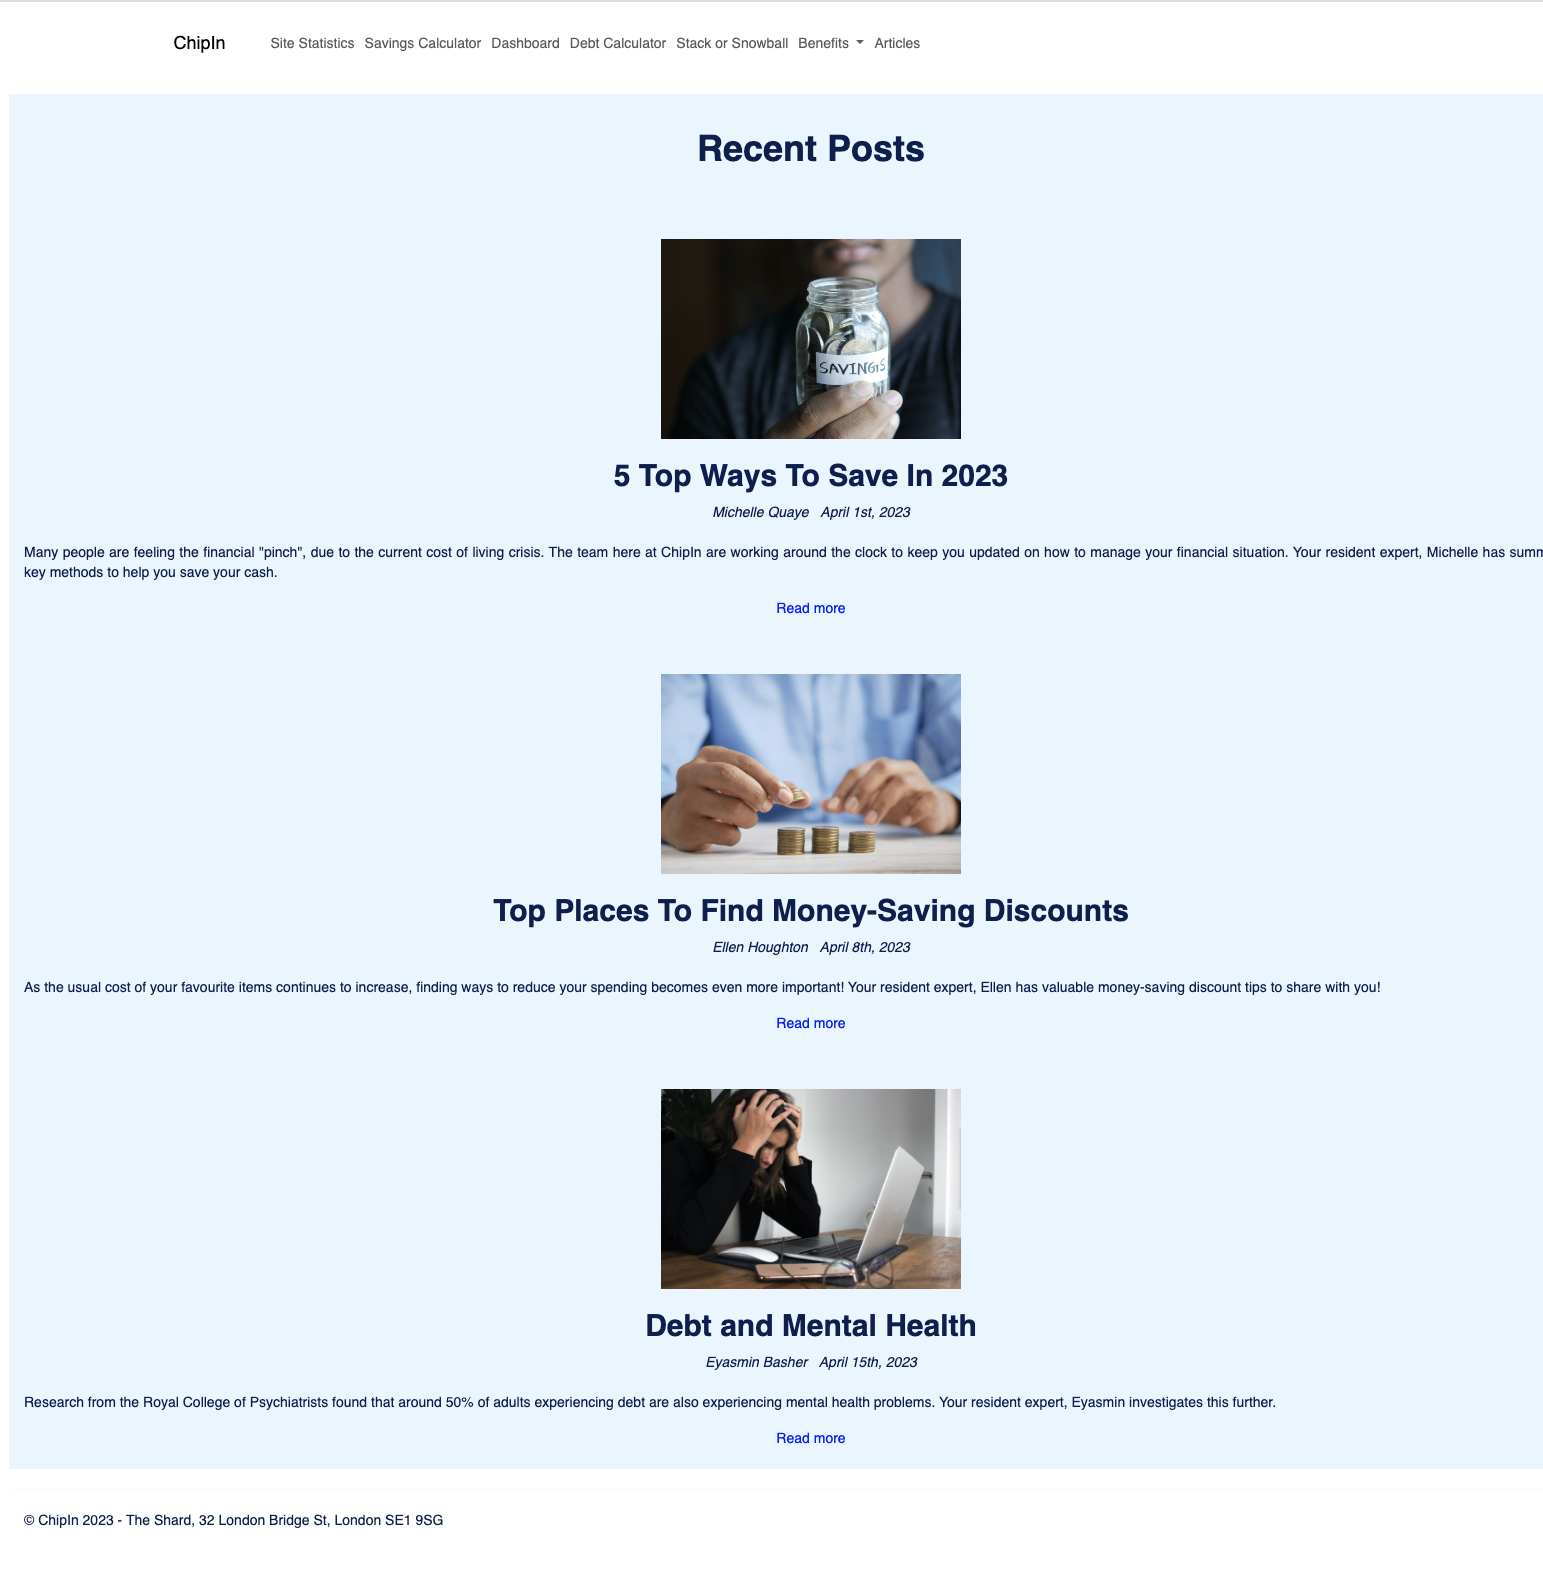 ChipIn Site Statistics Savings Calculator Dashboard Debt Calculator Stack or Snowball Benefits Articles
Recent Posts
SAVINGS
5 Top Ways To Save In 2023
Michelle Quaye April 1st, 2023
Many people are feeling the financial "pinch", due to the current cost of living crisis. The team here at ChipIn are working around the clock to keep you updated on how to manage your financial situation. Your resident expert, Michelle has
key methods to help you save your cash.
Read more
Top Places To Find Money-Saving Discounts
Ellen Houghton April 8th, 2023
As the usual cost of your favourite items continues to increase, finding ways to reduce your spending becomes even more important! Your resident expert, Ellen has valuable money-saving discount tips to share with you!
Read more
Debt and Mental Health
Eyasmin Basher April 15th, 2023
Research from the Royal College of Psychiatrists found that around 50% of adults experiencing debt are also experiencing mental health problems. Your resident expert, Eyasmin investigates this further.
Read more
© ChipIn 2023 - The Shard, 32 London Bridge St, London SE1 9SG